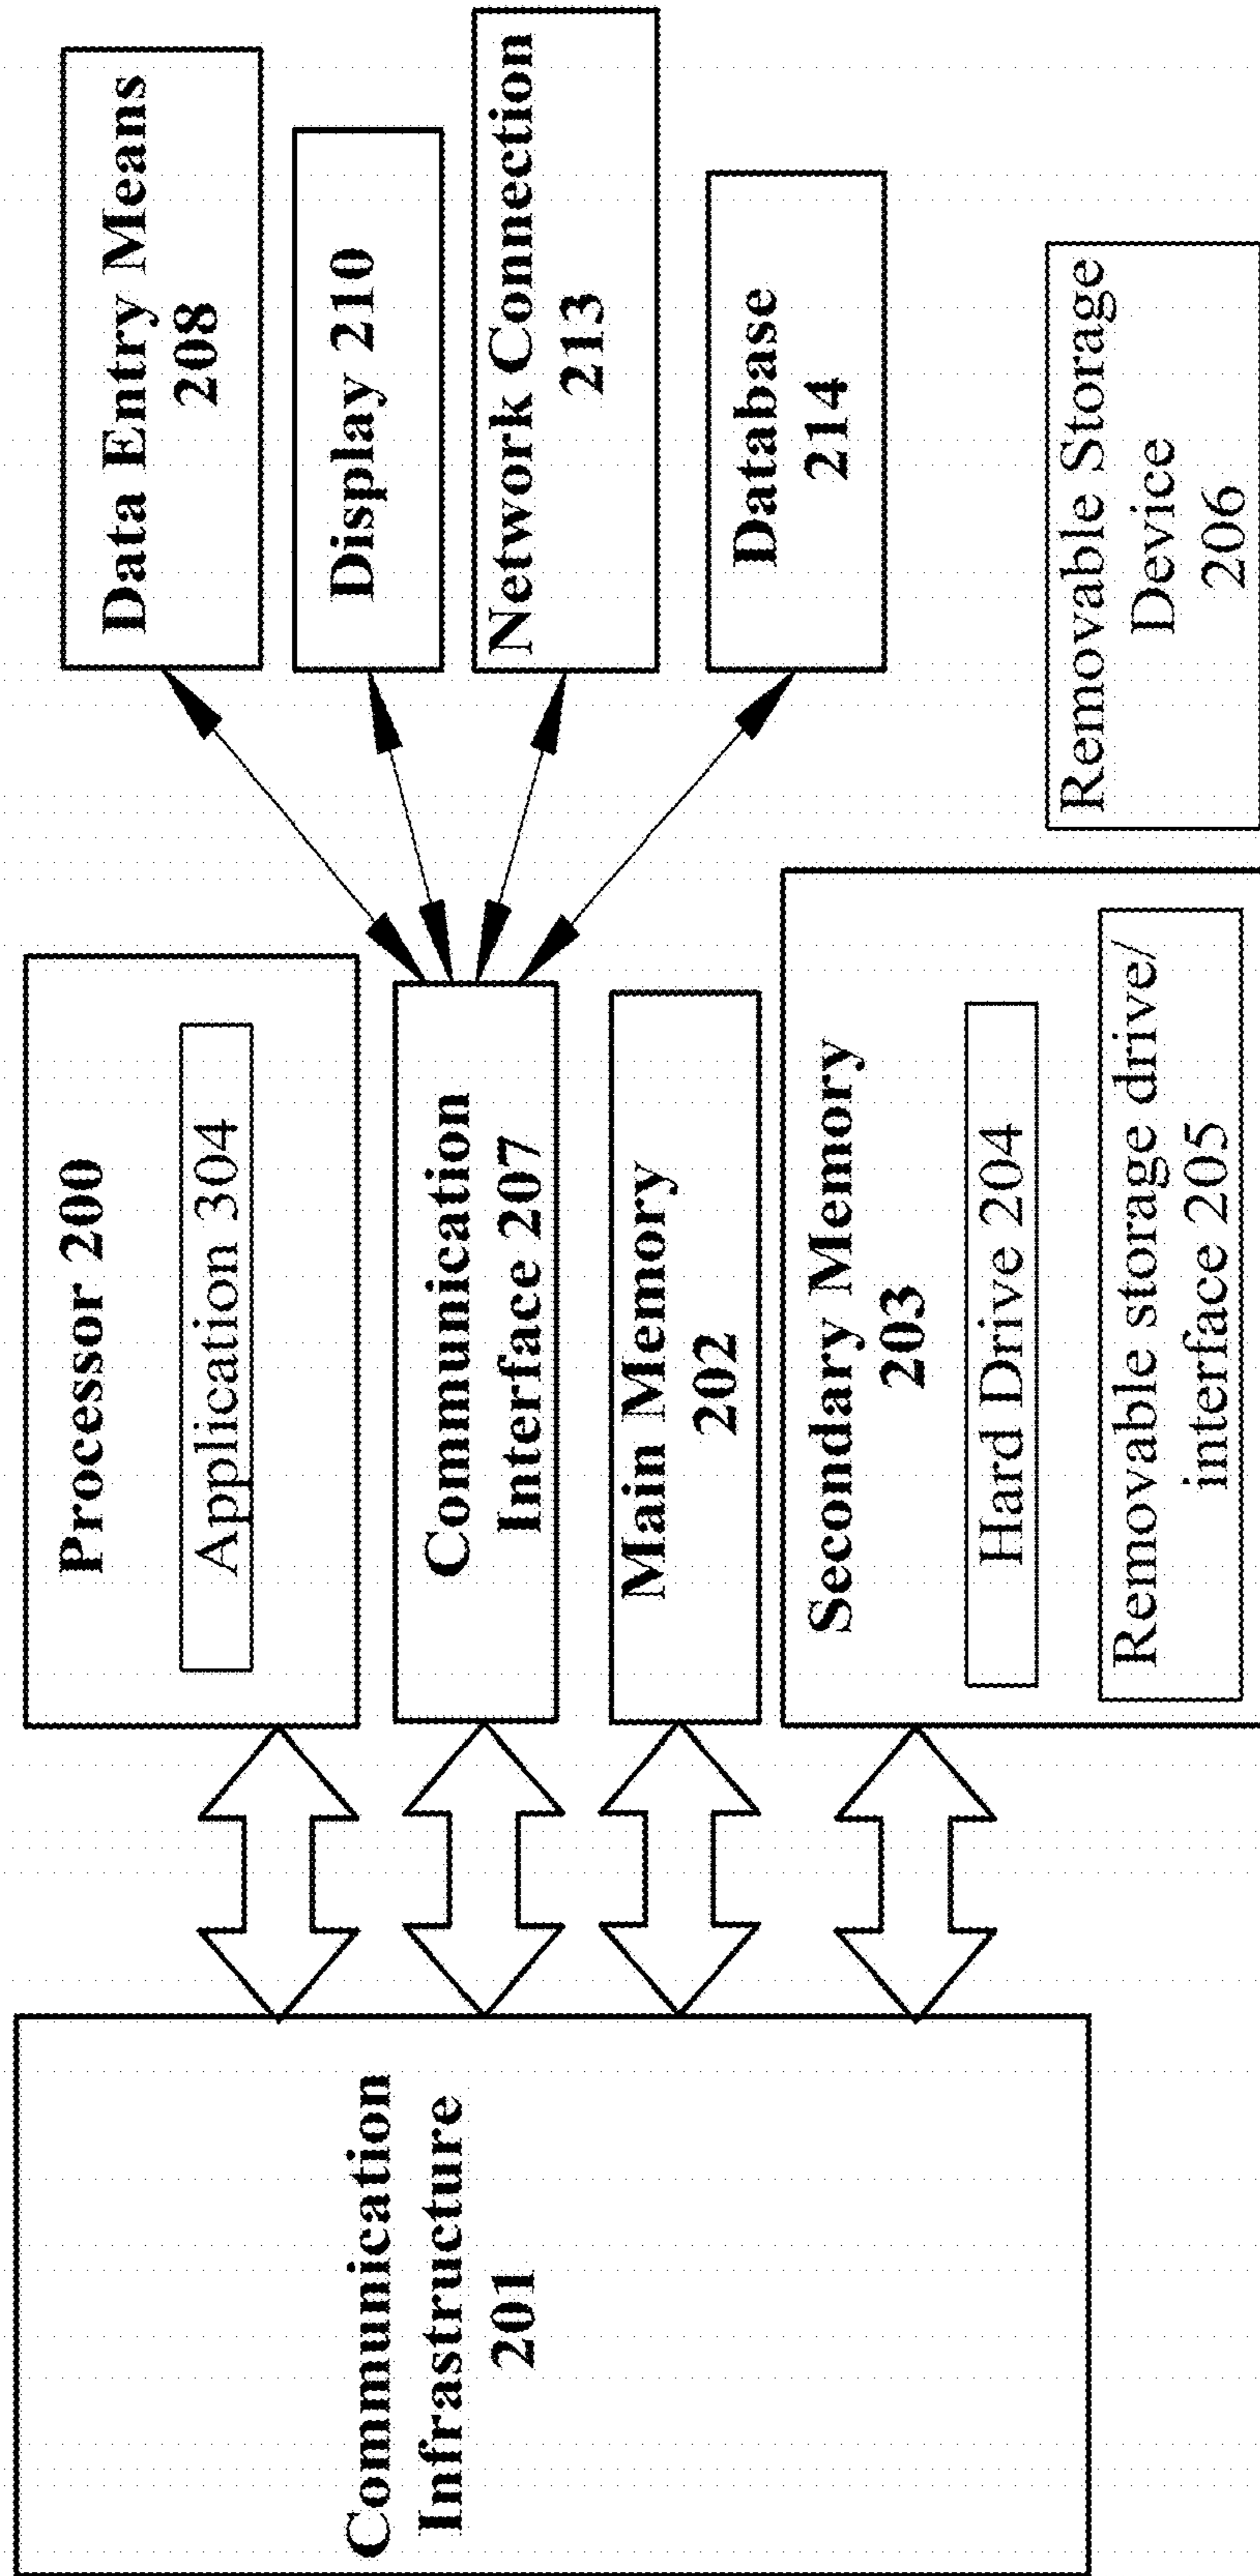 Communication
Infrastructure
201
Processor 200
Application 304
Communication
Interface 207
Main Memory
202
Secondary Memory
203
Hard Drive 204
Removable storage drive/
interface 205
Data Entry Means
208
Display 210
Network Connection
213
Database
214
Removable Storage
Device
206